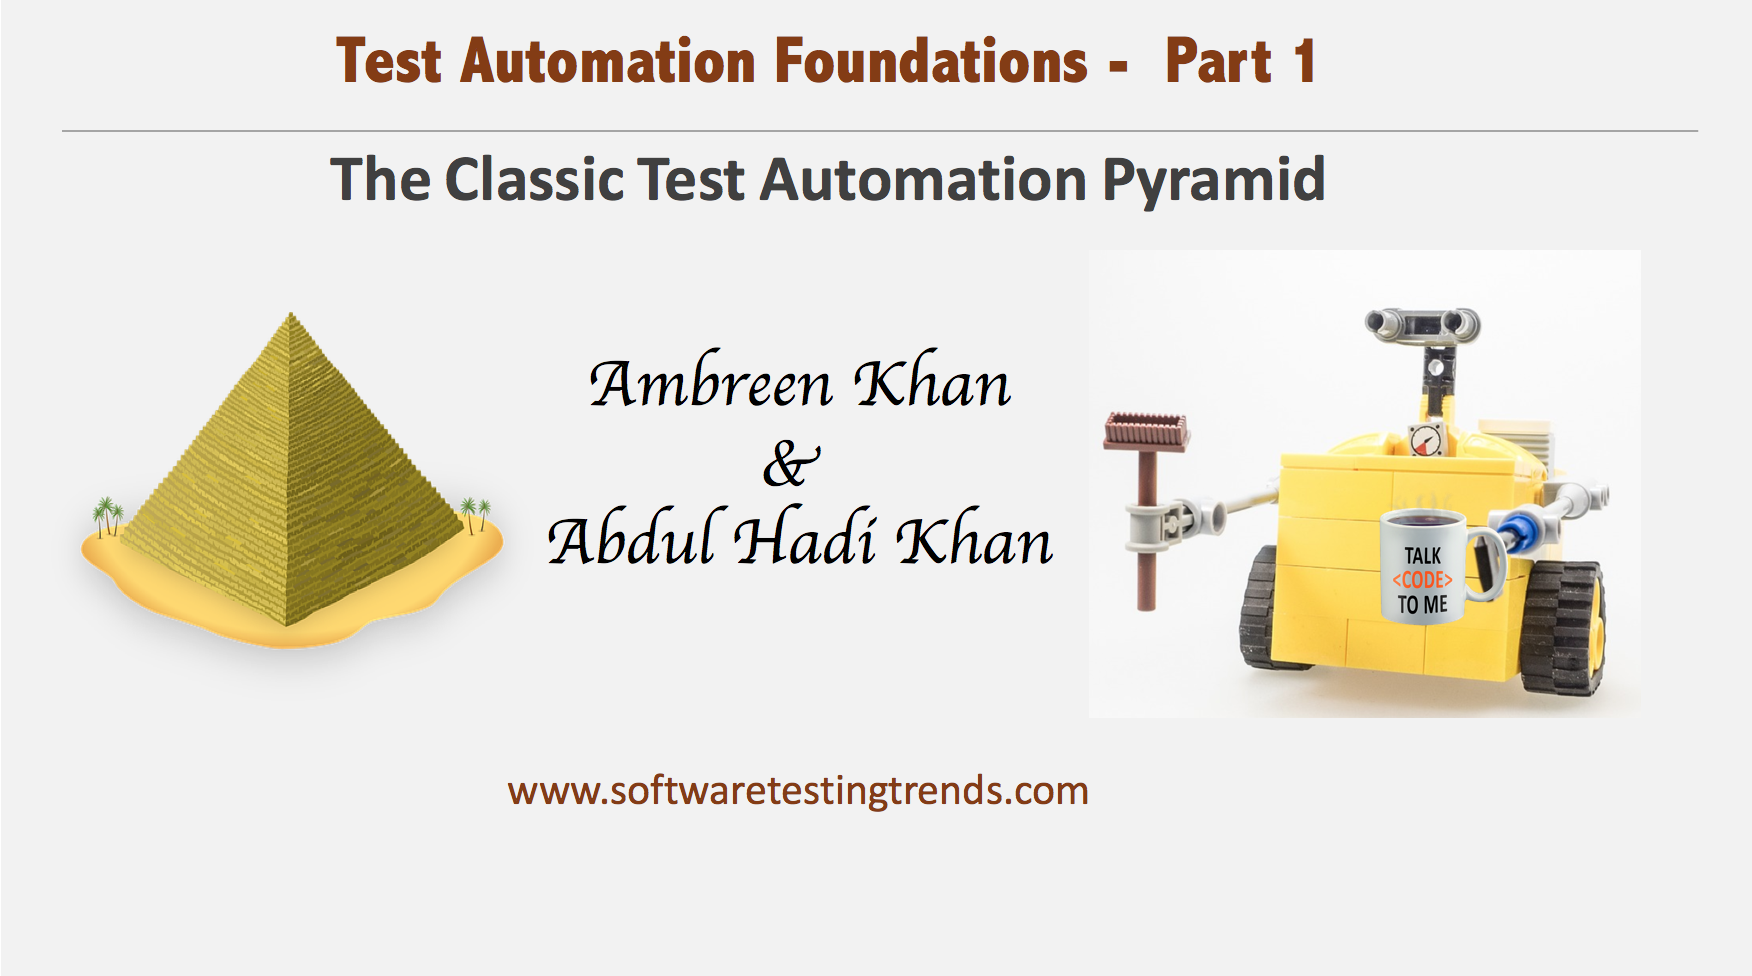 Test Automation Foundations - Part 1
The Classic Test Automation Pyramid
Ambreen Khan
&
Abdul Hadi Khan
TALK
<CODE>
TO ME
www.softwaretestingtrends.com